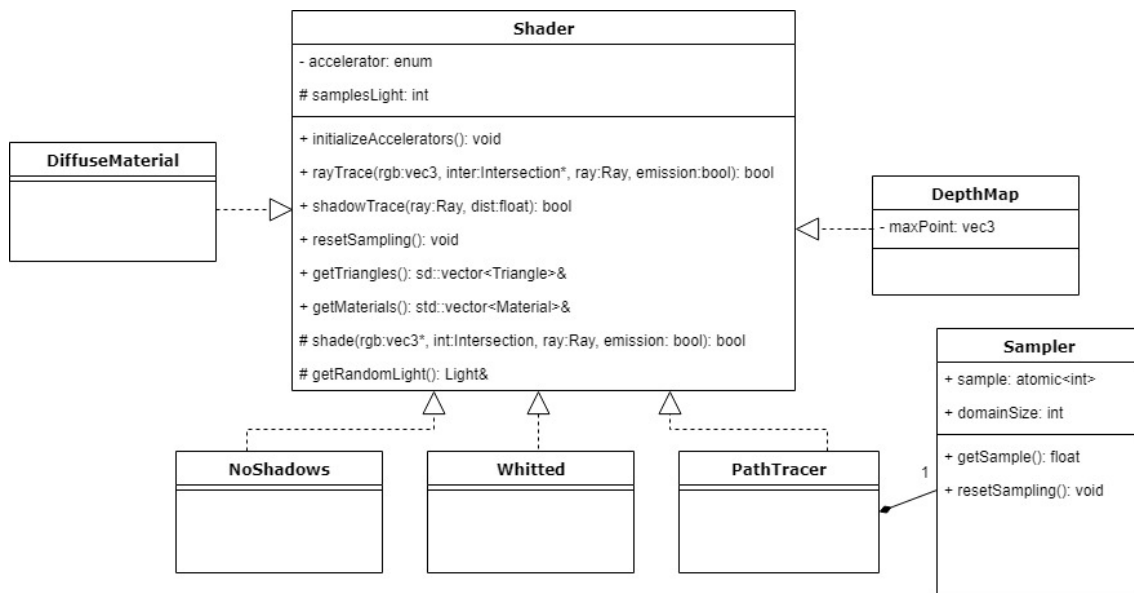 Shader
- accelerator: enum
# samplesLight: int
+ initializeAccelerators(): void
+ rayTrace(rgb:vec3, inter:Intersection*, ray:Ray, emission:bool): bool
+ shadowTrace(ray:Ray, dist:float): bool
+ resetSampling(): void
+ getTriangles(): sd::vector<Triangle>&
+ getMaterials(): std::vector<Material>&
# shade(rgb:vec3*, int:Intersection, ray:Ray, emission: bool): bool
# getRandomLight(): Light&
DiffuseMaterial
DepthMap
- maxPoint: vec3
NoShadows
Whitted
PathTracer
1
Sampler
+ sample: atomic<int>
+ domainSize: int
+ getSample(): float
+ resetSampling(): void